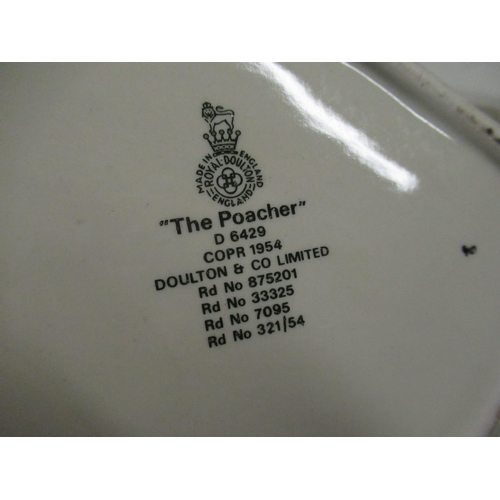 MADE IN ENGLAND
ROYAL DOULTON
ENGLAND
"The Poacher"
D 6429
COPR 1954
DOULTON & CO LIMITED
Rd No 875201
Rd No 33325
Rd No 7095
Rd No 321/54